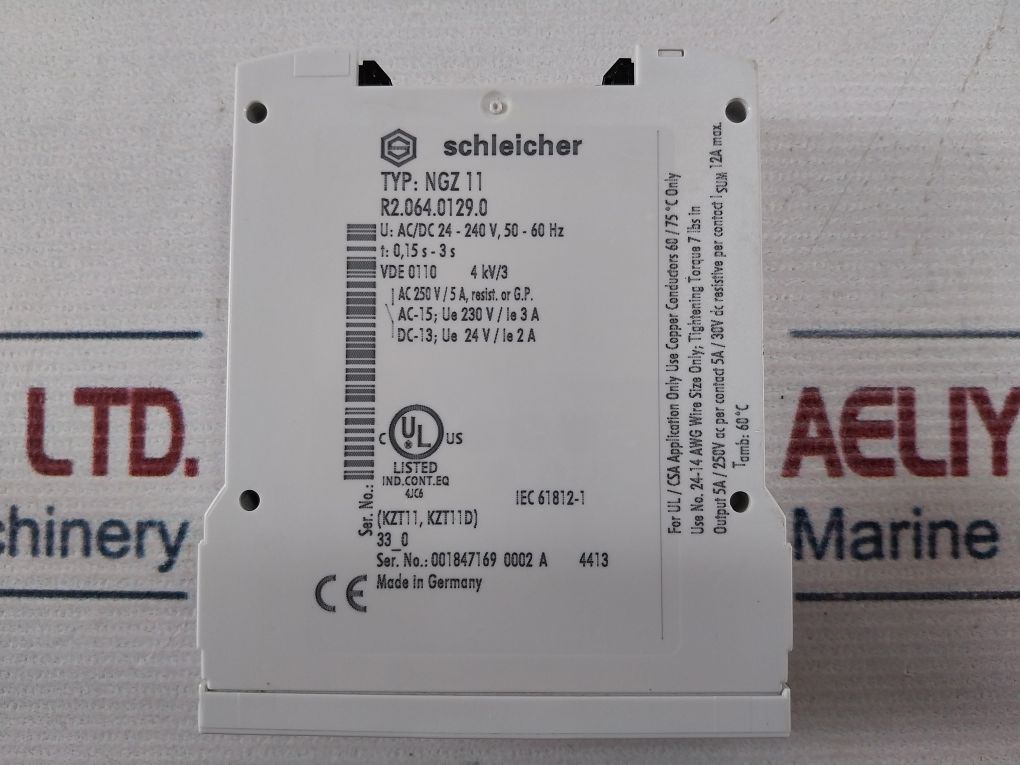 schleicher
TYP: NGZ 11
R2.064.0129.0
U: AC/DC 24 - 240 V, 50 - 60 Hz
t: 0,15 s - 3 s
VDE 0110 4 kV/3
AC 250 V / 5 A, resist. or G.P.
AC-15; Ue 230 V / Ie 3 A
DC-13; Ue 24 V / Ie 2 A
C UL US
LISTED
IND.CONT.EQ
4JC6
IEC 61812-1
Ser. No.:
(KZT11, KZT11D)
33_0
Ser. No.: 001847169 0002 A 4413
CE Made in Germany
For UL / CSA Application Only Use Copper Conductors 60 / 75 °C Only
Use No. 24-14 AWG Wire Size Only; Tightening Torque 7 lbs in
Output 5A / 250V ac per contact 5A / 30V dc resistive per contact I SUM 12A max.
Tamb: 60 °C
LTD.
AELIY
chinery
Marine